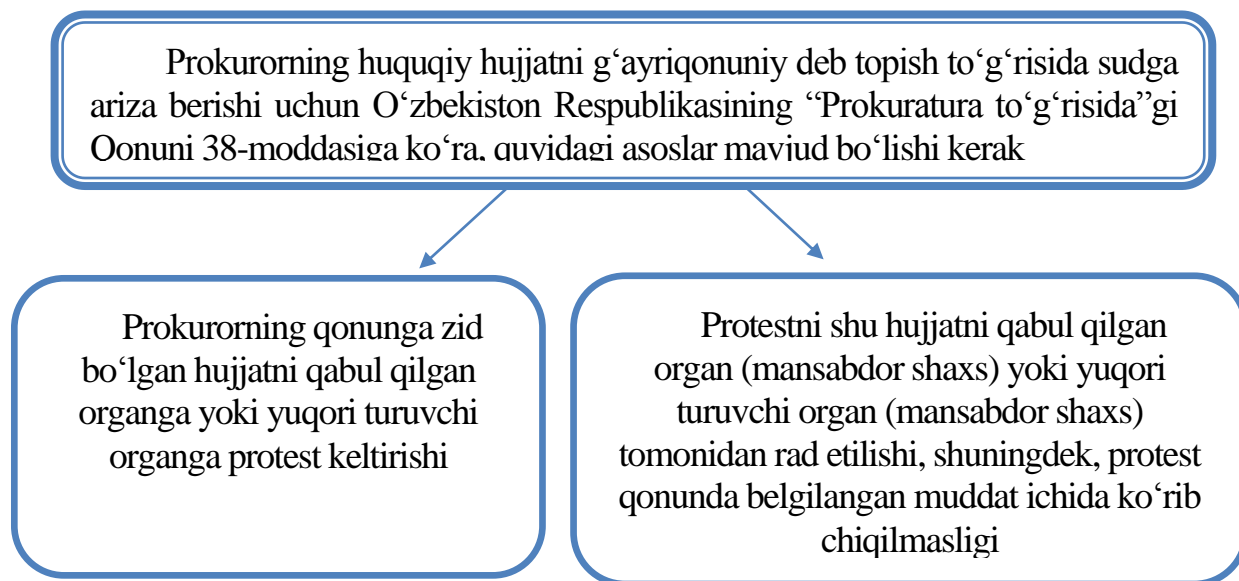 Prokurorning huquqiy hujjatni g‘ayriqonuniy deb topish to‘g‘risida sudga
ariza berishi uchun O‘zbekiston Respublikasining “Prokuratura to‘g‘risida”gi
Qonuni 38-moddasiga ko‘ra, quyidagi asoslar mavjud bo‘lishi kerak
Prokurorning qonunga zid
bo‘lgan hujjatni qabul qilgan
organga yoki yuqori turuvchi
organga protest keltirishi
Protestni shu hujjatni qabul qilgan
organ (mansabdor shaxs) yoki yuqori
turuvchi organ (mansabdor shaxs)
tomonidan rad etilishi, shuningdek, protest
qonunda belgilangan muddat ichida ko‘rib
chiqilmasligi